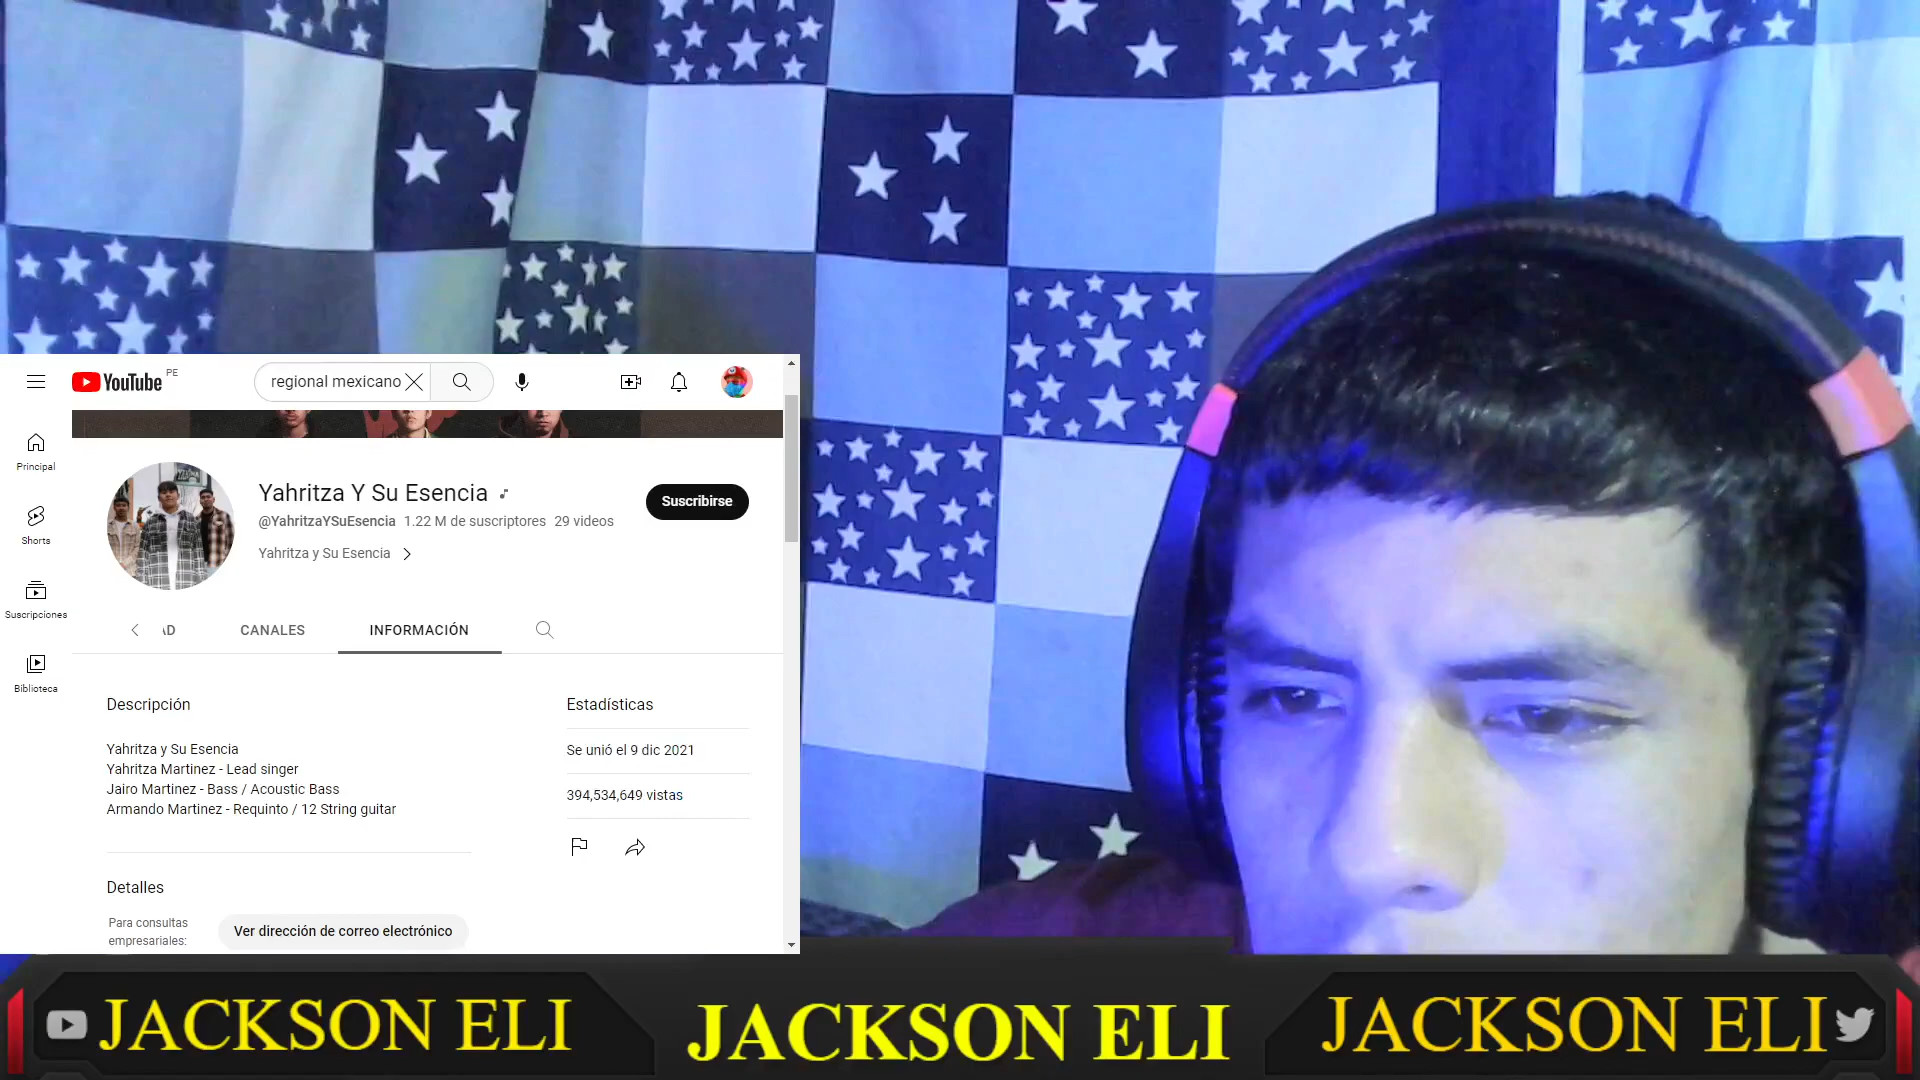 YouTube PE
regional mexicano
Principal
Shorts
Suscripciones
Biblioteca
Yahritza Y Su Esencia
@YahritzaYSuEsencia 1.22 M de suscriptores 29 videos
Yahritza y Su Esencia
Suscribirse
AD CANALES INFORMACIÓN
Descripción
Yahritza y Su Esencia
Yahritza Martinez - Lead singer
Jairo Martinez - Bass / Acoustic Bass
Armando Martinez - Requinto / 12 String guitar
Estadísticas
Se unió el 9 dic 2021
394,534,649 vistas
Detalles
Para consultas
empresariales:
Ver dirección de correo electrónico
JACKSON ELI
JACKSON ELI
JACKSON ELI